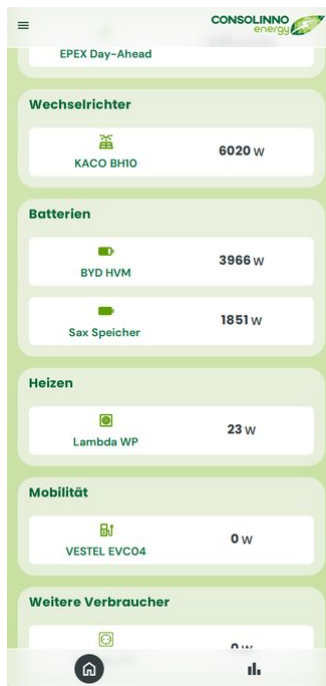 CONSOLINNO
energy
EPEX Day-Ahead
Wechselrichter
KACO BH10
6020 W
Batterien
BYD HVM
3966 W
Sax Speicher
1851 W
Heizen
Lambda WP
23 W
Mobilität
VESTEL EVC04
0 W
Weitere Verbraucher
0 W